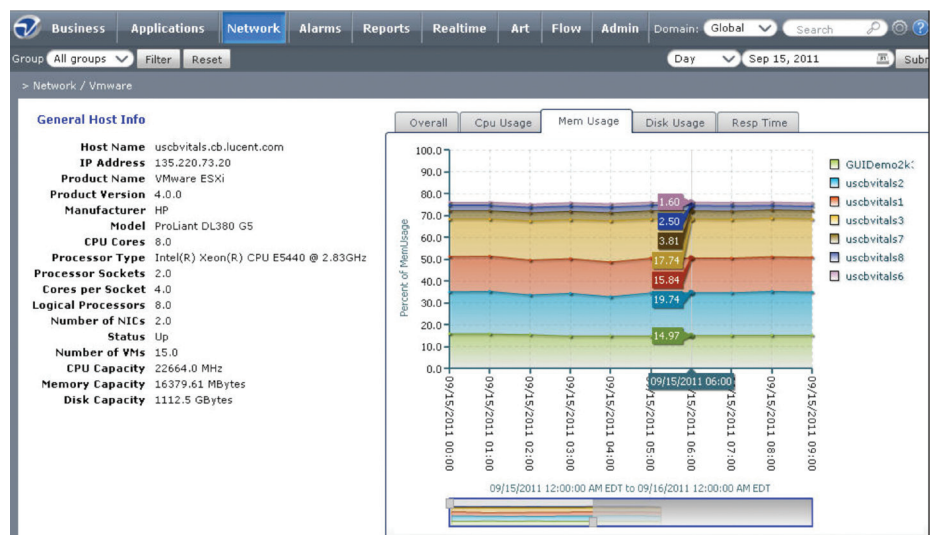 Business Applications Network Alarms Reports Realtime Art Flow Admin Domain: Global Search ?
Group All groups Filter Reset Day Sep 15, 2011 Subr
> Network / Vmware
General Host Info
Host Name uscbvitals.cb.lucent.com
IP Address 135.220.73.20
Product Name VMware ESXi
Product Version 4.0.0
Manufacturer HP
Model ProLiant DL380 G5
CPU Cores 8.0
Processor Type Intel(R) Xeon(R) CPU E5440 @ 2.83GHz
Processor Sockets 2.0
Cores per Socket 4.0
Logical Processors 8.0
Number of NICs 2.0
Status Up
Number of VMs 15.0
CPU Capacity 22664.0 MHz
Memory Capacity 16379.61 MBytes
Disk Capacity 1112.5 GBytes
Overall Cpu Usage Mem Usage Disk Usage Resp Time
Percent of MemUsage
100.0
90.0
80.0
70.0
60.0
50.0
40.0
30.0
20.0
10.0
0.0
1.60
2.50
3.81
17.74
15.84
19.74
14.97
09/15/2011 06:00
09/15/2011 00:00
09/15/2011 01:00
09/15/2011 02:00
09/15/2011 03:00
09/15/2011 04:00
09/15/2011 05:00
09/15/2011 06:00
09/15/2011 07:00
09/15/2011 08:00
09/15/2011 09:00
GUIDemo2k:
uscbvitals2
uscbvitals1
uscbvitals3
uscbvitals7
uscbvitals8
uscbvitals6
09/15/2011 12:00:00 AM EDT to 09/16/2011 12:00:00 AM EDT